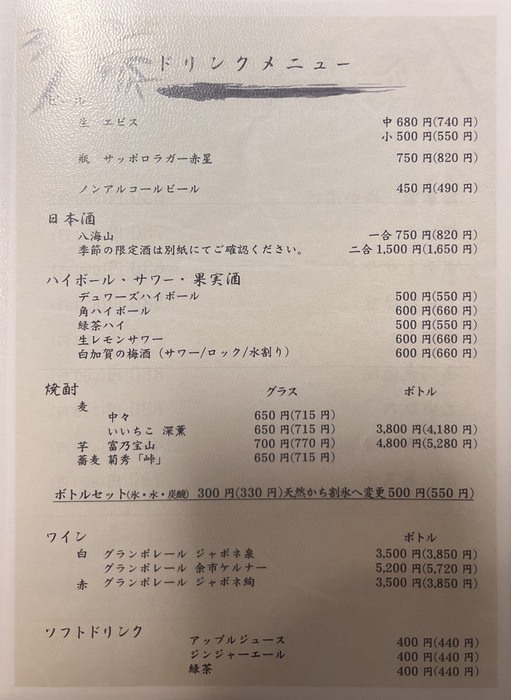 ドリンクメニュー
ビール
生 エビス 中 680 円(740 円)
小 500 円(550 円)
瓶 サッポロラガー赤星 750 円(820 円)
ノンアルコールビール 450 円(490 円)
日本酒
八海山 一合 750 円(820 円)
季節の限定酒は別紙にてご確認ください。 二合 1,500 円(1,650 円)
ハイボール・サワー・果実酒
デュワーズハイボール 500 円(550 円)
角ハイボール 600 円(660 円)
緑茶ハイ 500 円(550 円)
生レモンサワー 600 円(660 円)
白加賀の梅酒(サワー/ロック/水割り) 600 円(660 円)
焼酎 グラス ボトル
麦
中々 650 円(715 円)
いいちこ 深薫 650 円(715 円) 3,800 円(4,180 円)
芋 富乃宝山 700 円(770 円) 4,800 円(5,280 円)
蕎麦 菊秀「峠」 650 円(715 円)
ボトルセット(氷・水・炭酸) 300 円(330 円)天然かち割氷へ変更 500 円(550 円)
ワイン ボトル
白 グランポレール ジャポネ泉 3,500 円(3,850 円)
グランポレール 余市ケルナー 5,200 円(5,720 円)
赤 グランポレール ジャポネ絢 3,500 円(3,850 円)
ソフトドリンク
アップルジュース 400 円(440 円)
ジンジャーエール 400 円(440 円)
緑茶 400 円(440 円)